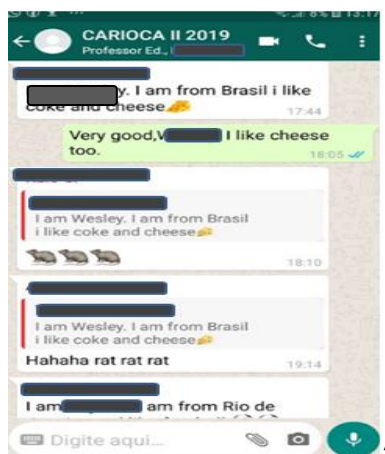 13:17
CARIOCA II 2019
Professor Ed.,
y. I am from Brasil i like
coke and cheese🧀
17:44
Very good, I like cheese
too.
18:05
I am Wesley. I am from Brasil
i like coke and cheese🧀
🐀🐀🐀
18:10
I am Wesley. I am from Brasil
i like coke and cheese🧀
Hahaha rat rat rat
19:14
I am am from Rio de
Digite aqui...